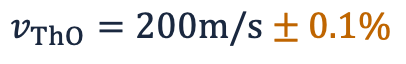 v_ThO = 200m/s ± 0.1%